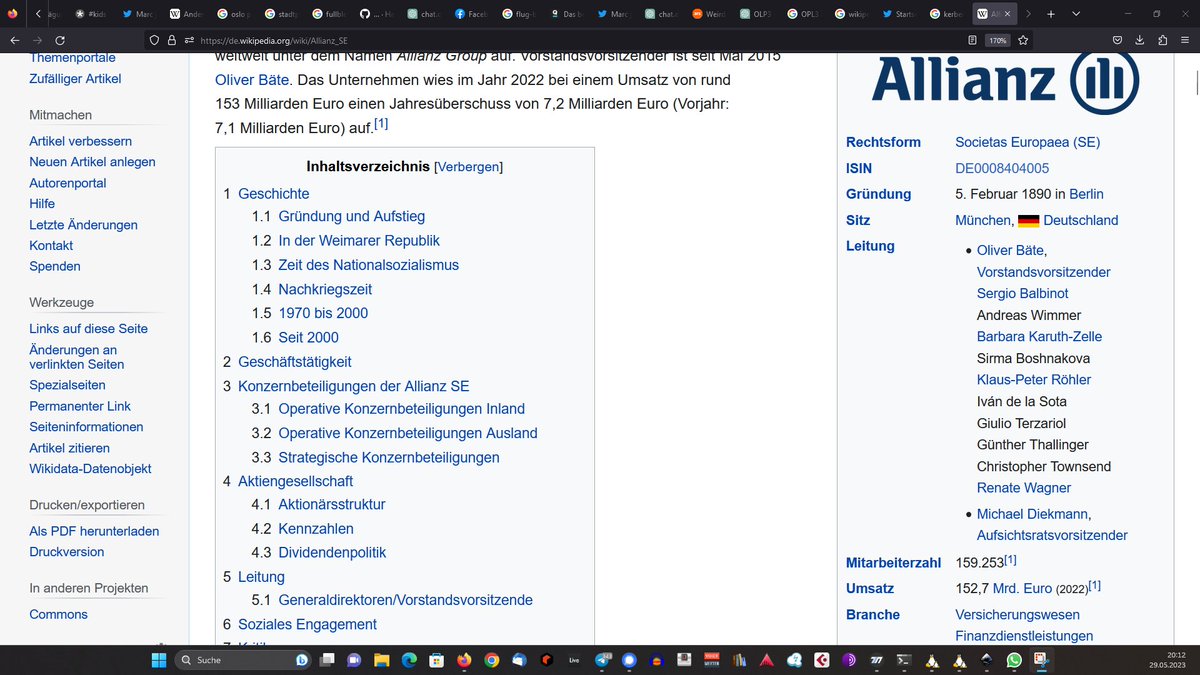 #kids
Marc
Ande
oslo p
stadt
fullbl
... - He
chat.o
Faceb
flug-b
Das b
Marc
chat.o
Weird
OLP3
OPL3
wikip
Starts
kerbe
Al
https://de.wikipedia.org/wiki/Allianz_SE
170%
Themenportale
Zufälliger Artikel
Mitmachen
Artikel verbessern
Neuen Artikel anlegen
Autorenportal
Hilfe
Letzte Änderungen
Kontakt
Spenden
Werkzeuge
Links auf diese Seite
Änderungen an
verlinkten Seiten
Spezialseiten
Permanenter Link
Seiteninformationen
Artikel zitieren
Wikidata-Datenobjekt
Drucken/exportieren
Als PDF herunterladen
Druckversion
In anderen Projekten
Commons
weltweit unter dem Namen Allianz Group auf. Vorstandsvorsitzender ist seit Mai 2015
Oliver Bäte. Das Unternehmen wies im Jahr 2022 bei einem Umsatz von rund
153 Milliarden Euro einen Jahresüberschuss von 7,2 Milliarden Euro (Vorjahr:
7,1 Milliarden Euro) auf.[1]
Inhaltsverzeichnis [Verbergen]
1 Geschichte
1.1 Gründung und Aufstieg
1.2 In der Weimarer Republik
1.3 Zeit des Nationalsozialismus
1.4 Nachkriegszeit
1.5 1970 bis 2000
1.6 Seit 2000
2 Geschäftstätigkeit
3 Konzernbeteiligungen der Allianz SE
3.1 Operative Konzernbeteiligungen Inland
3.2 Operative Konzernbeteiligungen Ausland
3.3 Strategische Konzernbeteiligungen
4 Aktiengesellschaft
4.1 Aktionärsstruktur
4.2 Kennzahlen
4.3 Dividendenpolitik
5 Leitung
5.1 Generaldirektoren/Vorstandsvorsitzende
6 Soziales Engagement
7 Kritik
Allianz
Rechtsform Societas Europaea (SE)
ISIN DE0008404005
Gründung 5. Februar 1890 in Berlin
Sitz München, Deutschland
Leitung • Oliver Bäte,
Vorstandsvorsitzender
Sergio Balbinot
Andreas Wimmer
Barbara Karuth-Zelle
Sirma Boshnakova
Klaus-Peter Röhler
Iván de la Sota
Giulio Terzariol
Günther Thallinger
Christopher Townsend
Renate Wagner
• Michael Diekmann,
Aufsichtsratsvorsitzender
Mitarbeiterzahl 159.253[1]
Umsatz 152,7 Mrd. Euro (2022)[1]
Branche Versicherungswesen
Finanzdienstleistungen
Suche
Live
20:12
29.05.2023